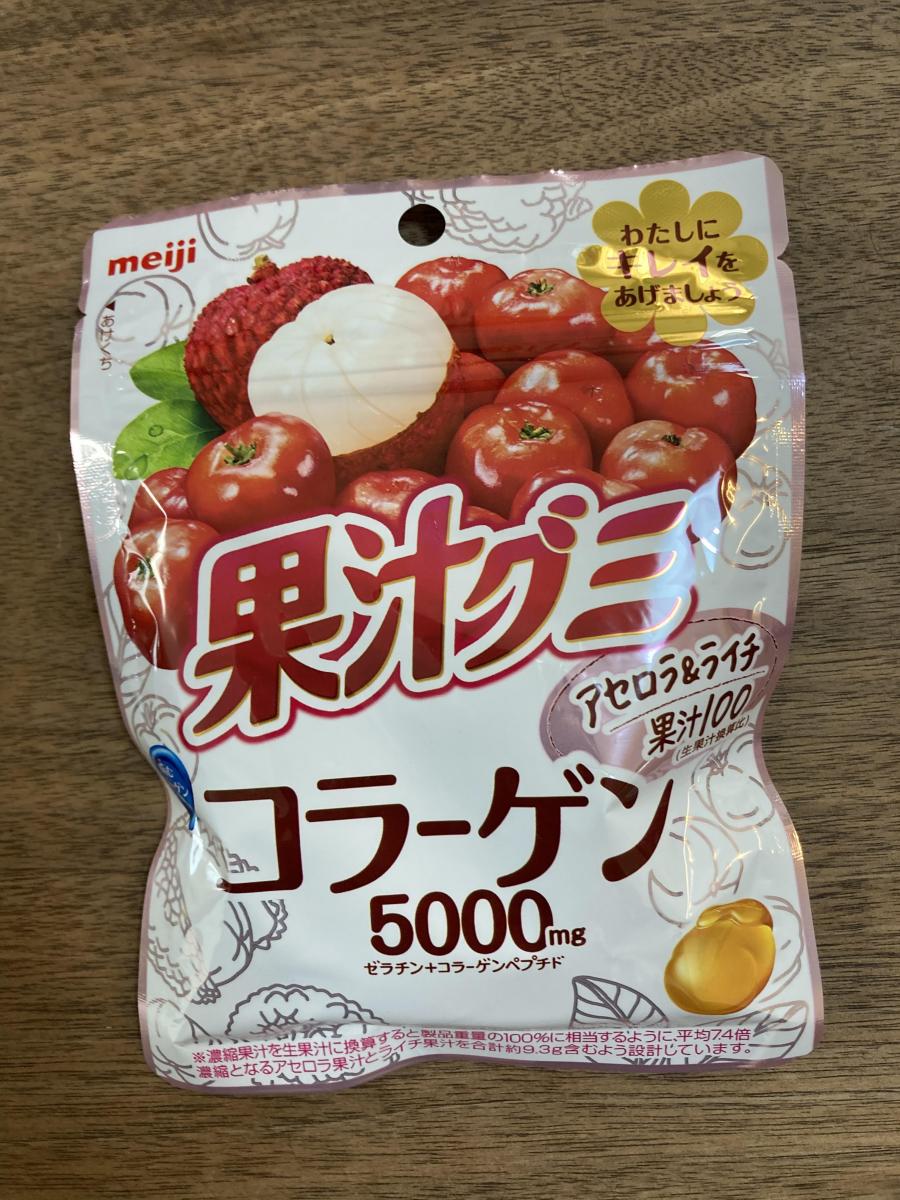 meiji
わたしに
キレイを
あげましょう
あけくち
果汁グミ
アセロラ&ライチ
果汁100
(生果汁換算比)
コラーゲン
5000mg
ゼラチン+コラーゲンペプチド
※濃縮果汁を生果汁に換算すると製品重量の100%に相当するように、平均7.4倍
濃縮となるアセロラ果汁とライチ果汁を合計約9.3g含むよう設計しています。